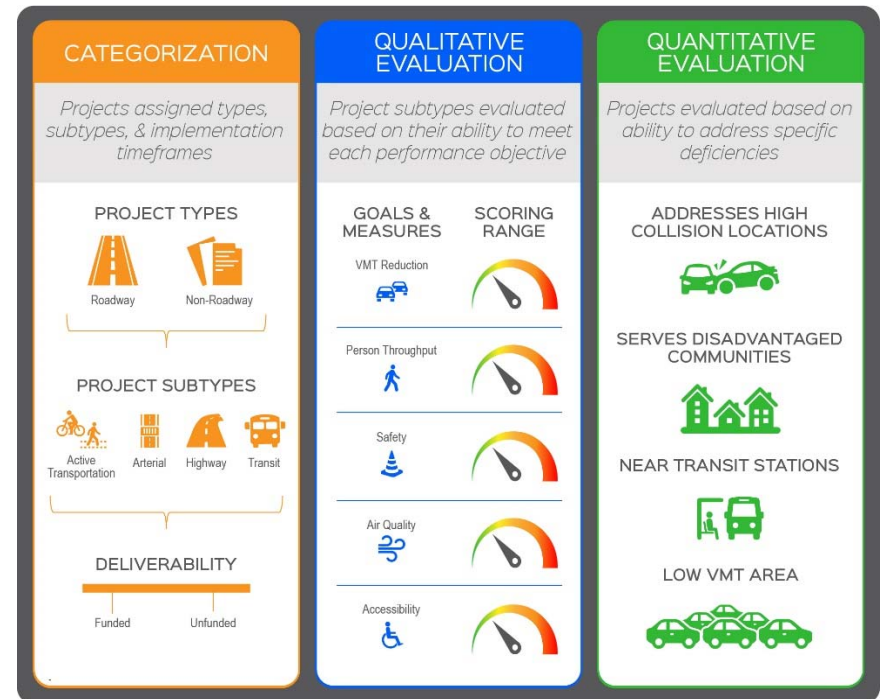 CATEGORIZATION
Projects assigned types,
subtypes, & implementation
timeframes
PROJECT TYPES
Roadway
Non-Roadway
PROJECT SUBTYPES
Active
Transportation
Arterial
Highway
Transit
DELIVERABILITY
Funded
Unfunded
QUALITATIVE
EVALUATION
Project subtypes evaluated
based on their ability to meet
each performance objective
GOALS &
MEASURES
SCORING
RANGE
VMT Reduction
Person Throughput
Safety
Air Quality
Accessibility
QUANTITATIVE
EVALUATION
Projects evaluated based on
ability to address specific
deficiencies
ADDRESSES HIGH
COLLISION LOCATIONS
SERVES DISADVANTAGED
COMMUNITIES
NEAR TRANSIT STATIONS
LOW VMT AREA